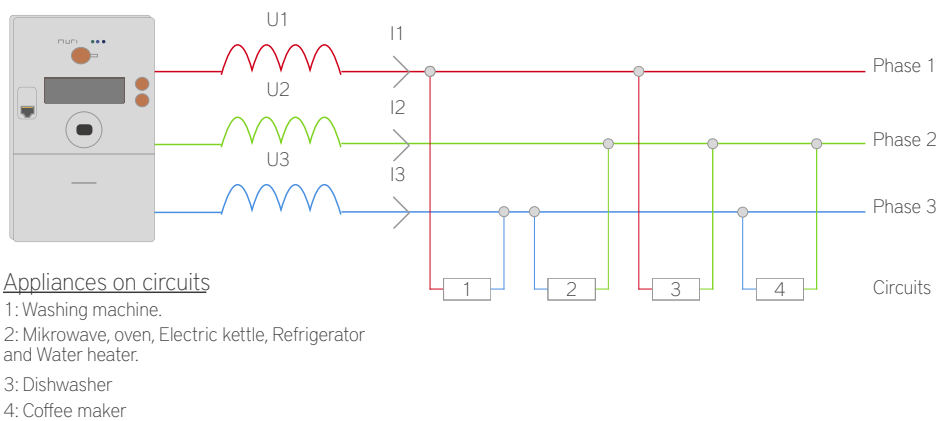 U1
I1
Phase 1
U2
I2
Phase 2
U3
I3
Phase 3
1
2
3
4
Circuits
Appliances on circuits
1: Washing machine.
2: Mikrowave, oven, Electric kettle, Refrigerator
and Water heater.
3: Dishwasher
4: Coffee maker